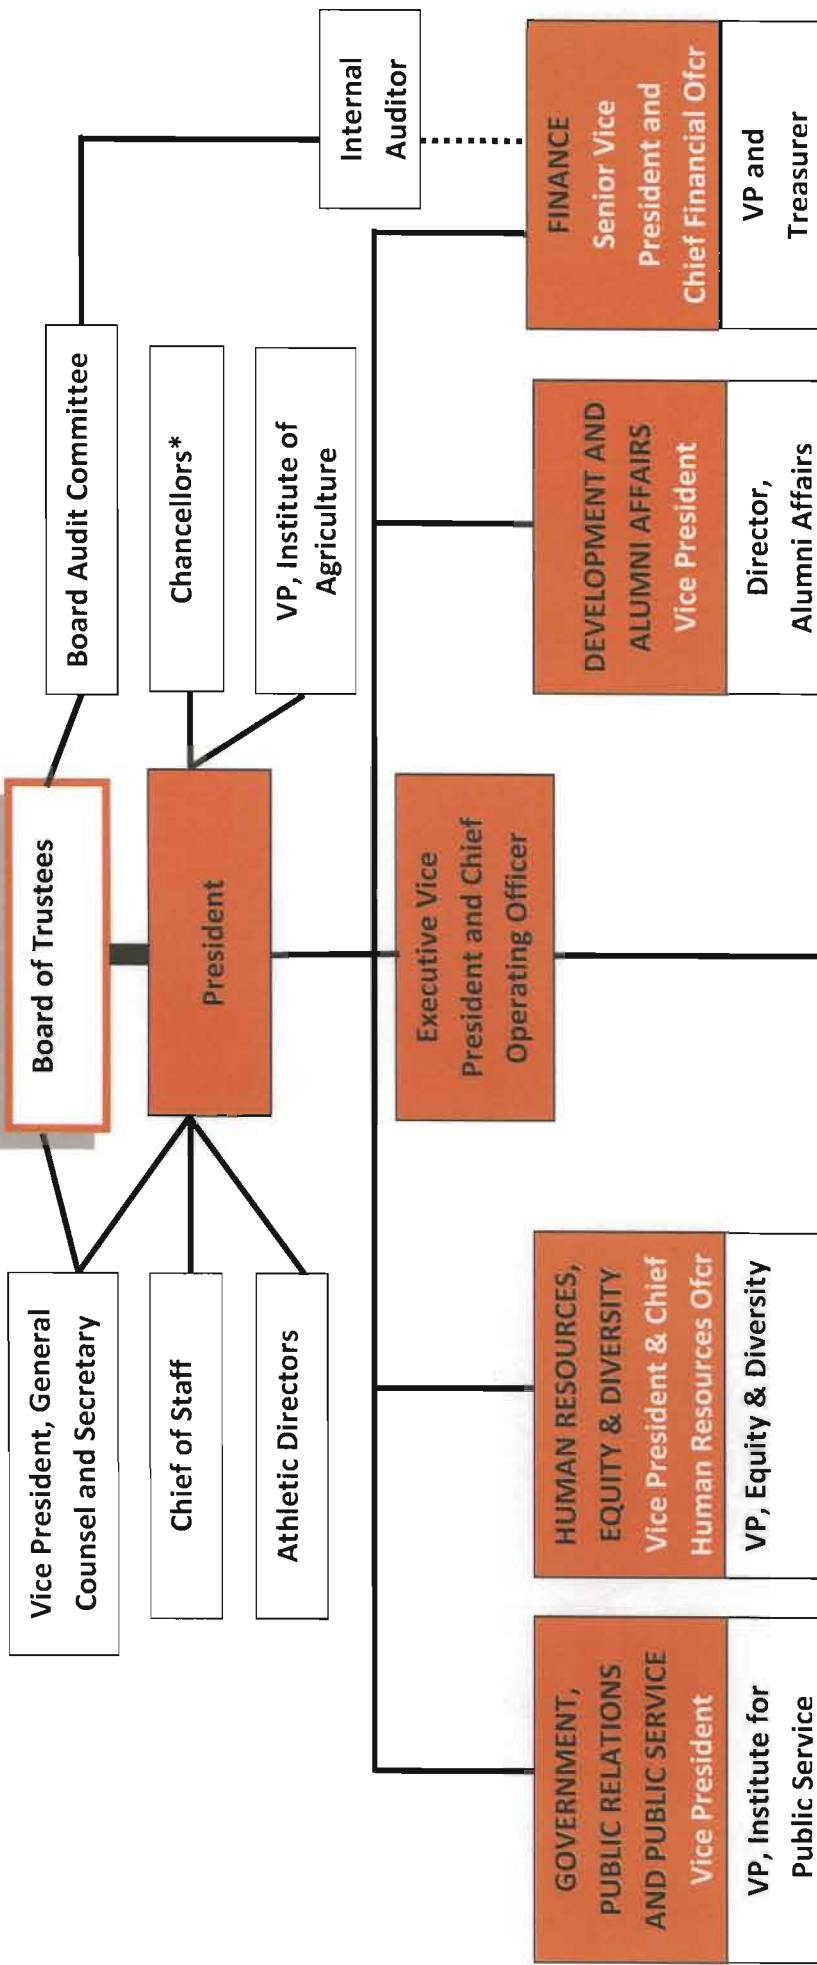 Board of Trustees
Vice President, General
Counsel and Secretary
Board Audit Committee
Internal
Auditor
Chief of Staff
President
Chancellors*
Athletic Directors
VP, Institute of
Agriculture
Executive Vice
President and Chief
Operating Officer
GOVERNMENT,
PUBLIC RELATIONS
AND PUBLIC SERVICE
Vice President
VP, Institute for
Public Service
HUMAN RESOURCES,
EQUITY & DIVERSITY
Vice President & Chief
Human Resources Ofcr
VP, Equity & Diversity
DEVELOPMENT AND
ALUMNI AFFAIRS
Vice President
Director,
Alumni Affairs
FINANCE
Senior Vice
President and
Chief Financial Ofcr
VP and
Treasurer